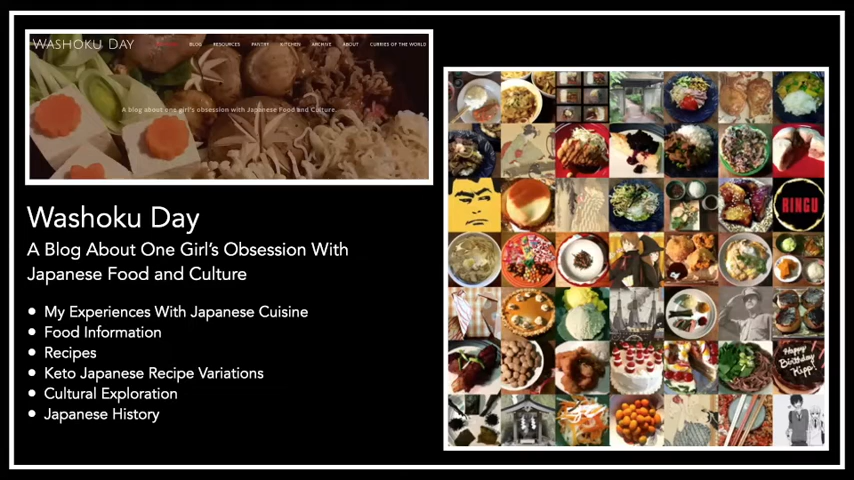 WASHOKU DAY
BLOG RESOURCES PANTRY KITCHEN ARCHIVE ABOUT CURRIES OF THE WORLD
A blog about one girl's obsession with Japanese Food and Culture.
Washoku Day
A Blog About One Girl's Obsession With
Japanese Food and Culture
• My Experiences With Japanese Cuisine
• Food Information
• Recipes
• Keto Japanese Recipe Variations
• Cultural Exploration
• Japanese History
RINGU
Happy
Birthday
Kipp!